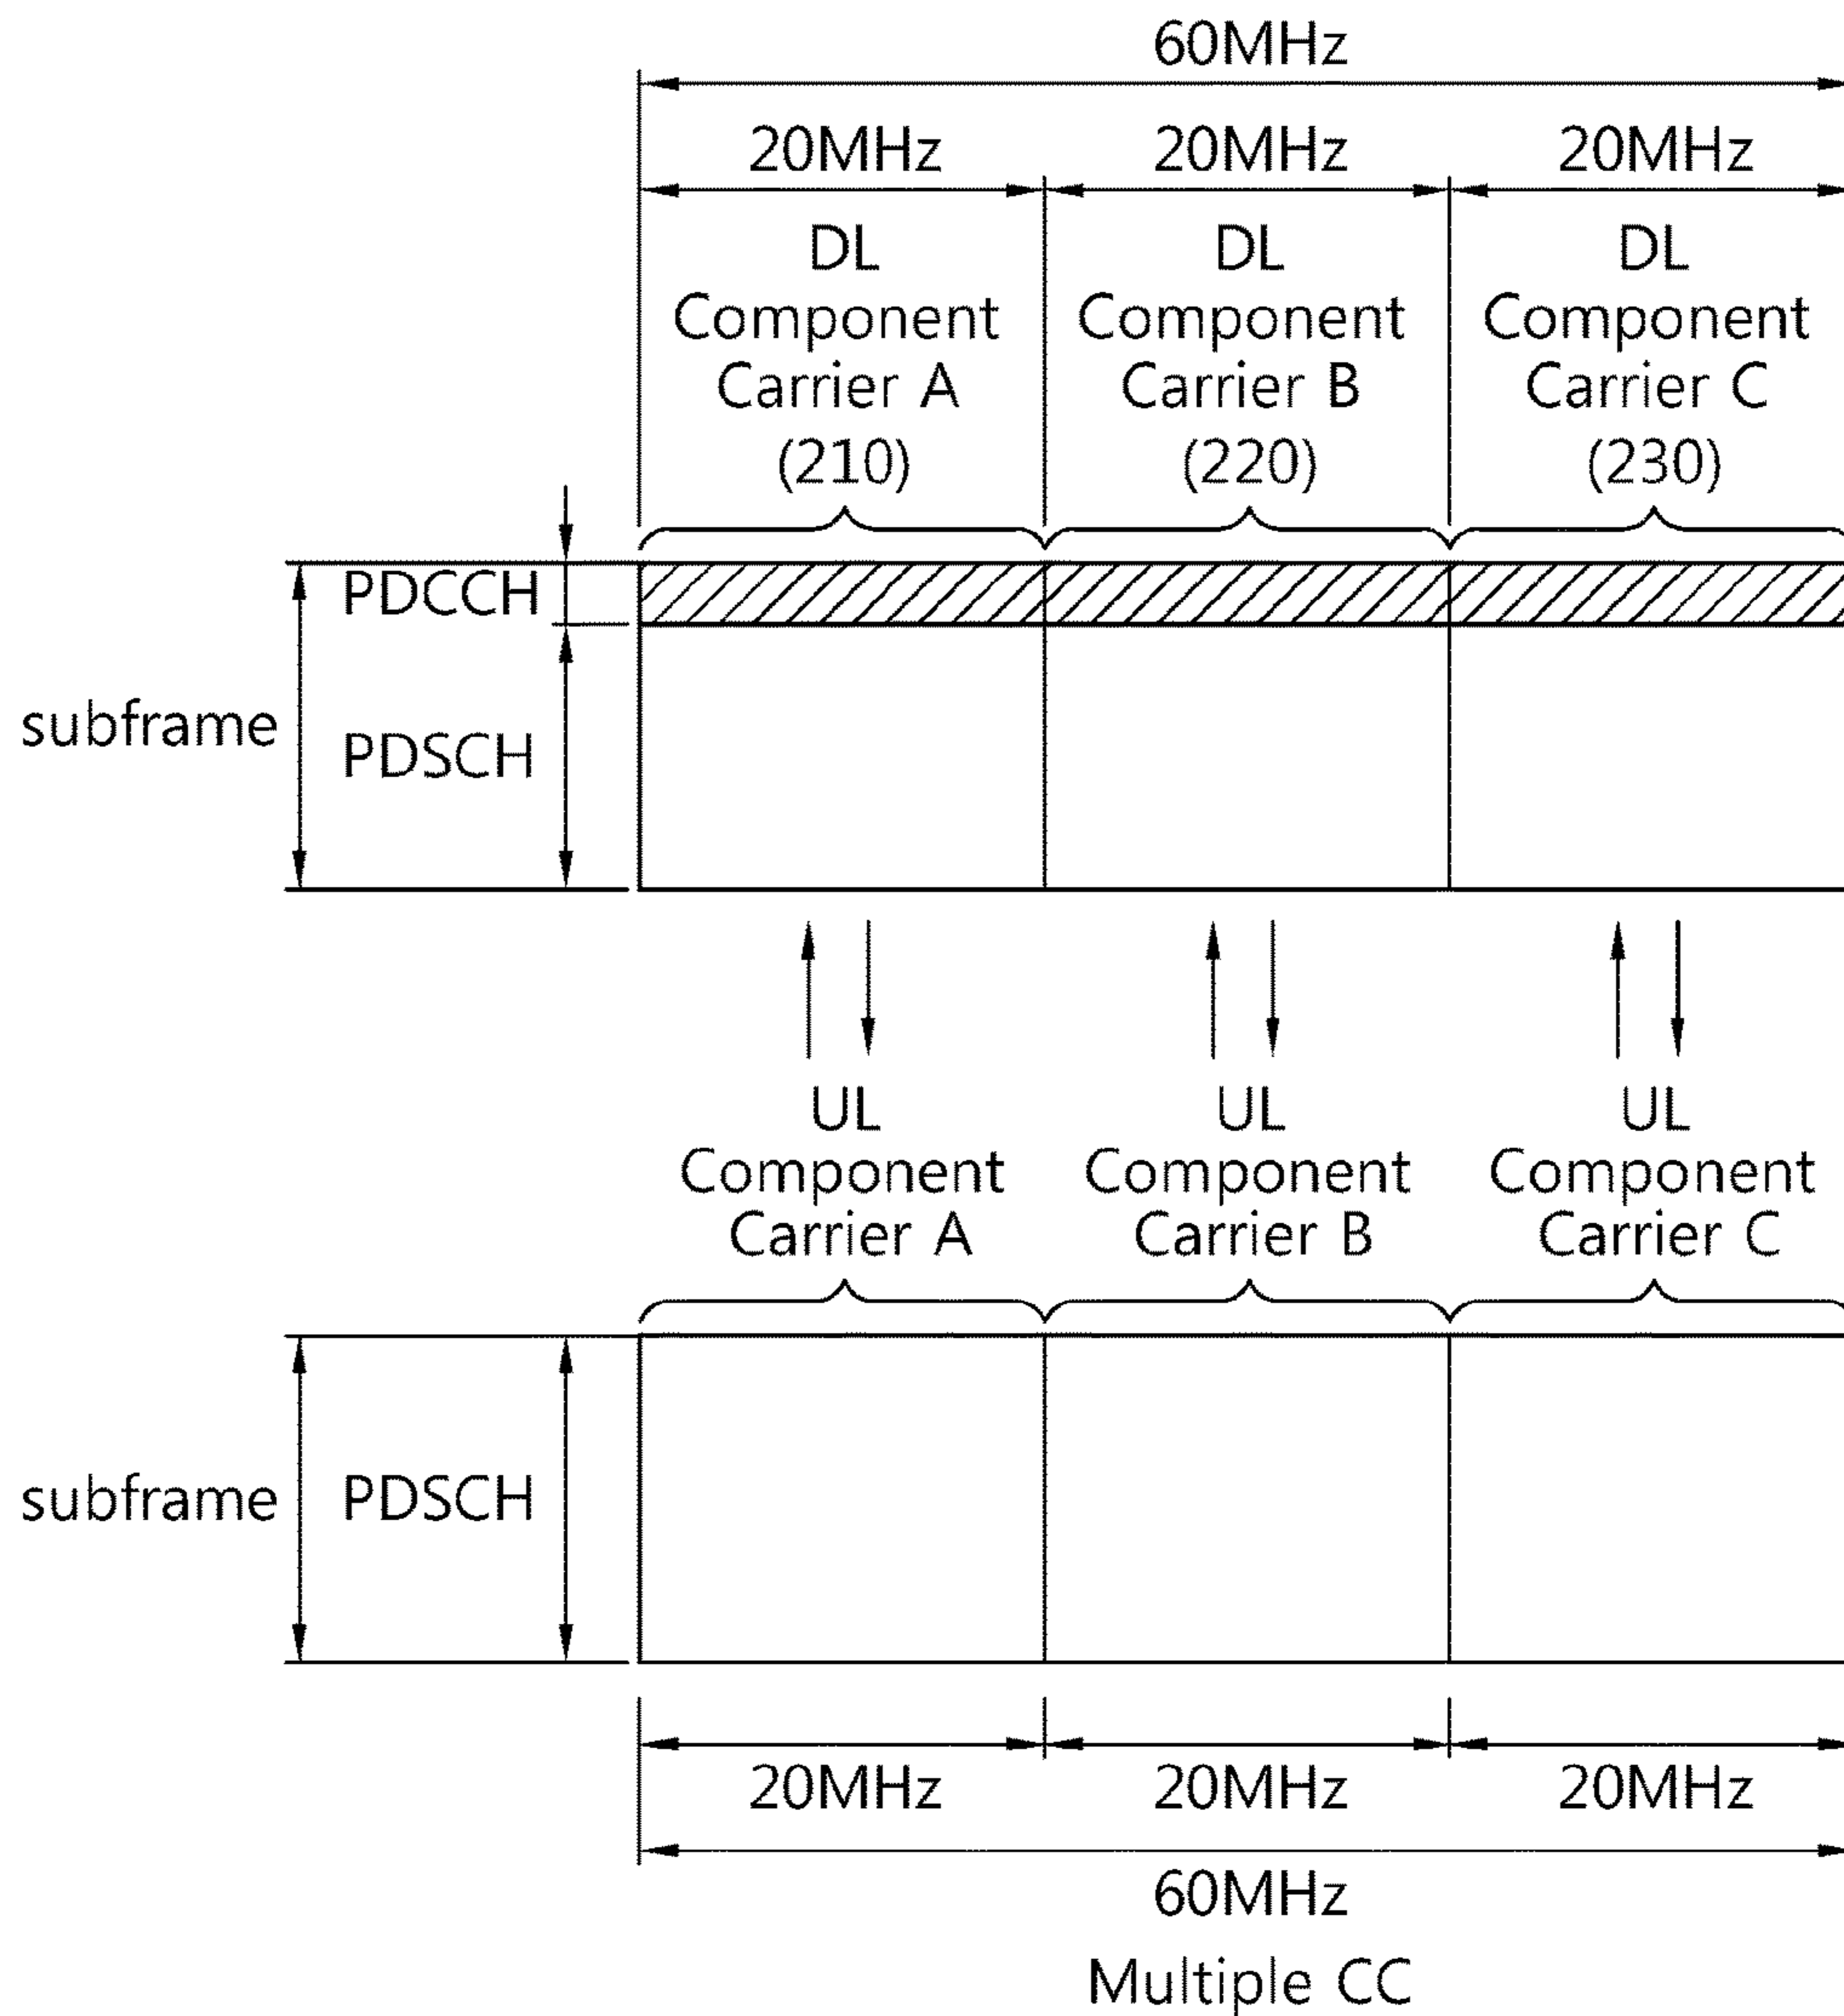 60MHz
20MHz 20MHz 20MHz
DL DL DL
Component Component Component
Carrier A Carrier B Carrier C
(210) (220) (230)
PDCCH
subframe
PDSCH
UL UL UL
Component Component Component
Carrier A Carrier B Carrier C
subframe PDSCH
20MHz 20MHz 20MHz
60MHz
Multiple CC